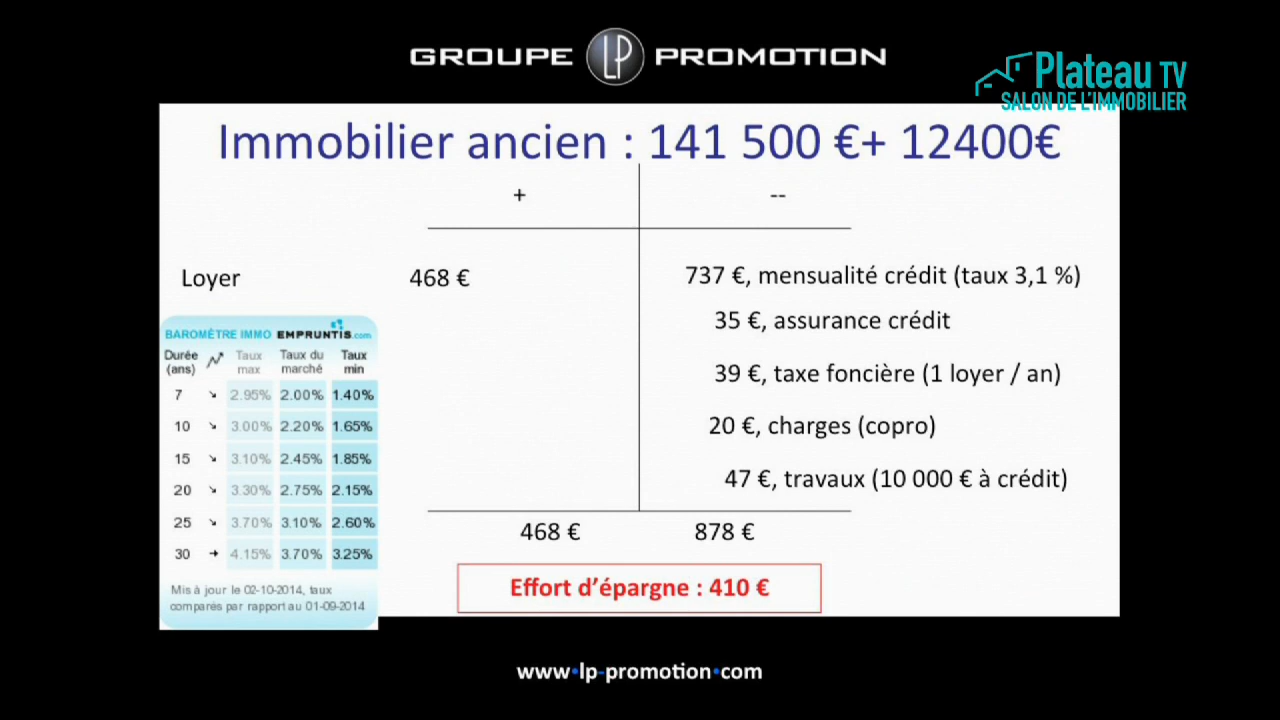 GROUPE LP PROMOTION
Plateau TV
SALON DE L'IMMOBILIER
Immobilier ancien : 141 500 €+ 12400€
+ --
Loyer 468 € 737 €, mensualité crédit (taux 3,1 %)
35 €, assurance crédit
39 €, taxe foncière (1 loyer / an)
20 €, charges (copro)
47 €, travaux (10 000 € à crédit)
468 € 878 €
Effort d'épargne : 410 €
BAROMÈTRE IMMO EMPRUNTIS.com
Durée (ans) Taux max Taux du marché Taux min
7 2.95% 2.00% 1.40%
10 3.00% 2.20% 1.65%
15 3.10% 2.45% 1.85%
20 3.30% 2.75% 2.15%
25 3.70% 3.10% 2.60%
30 4.15% 3.70% 3.25%
Mis à jour le 02-10-2014, taux
comparés par rapport au 01-09-2014
www•lp-promotion•com